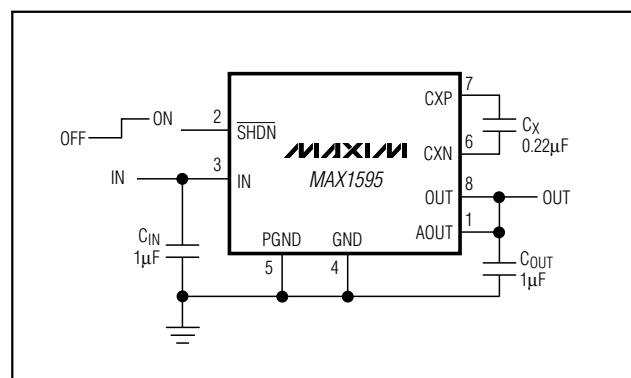 OFF
ON
2
SHDN
IN
3
IN
CIN
1µF
MAXIM
MAX1595
PGND
5
GND
4
CXP
7
CX
0.22µF
CXN
6
OUT
8
OUT
AOUT
1
COUT
1µF